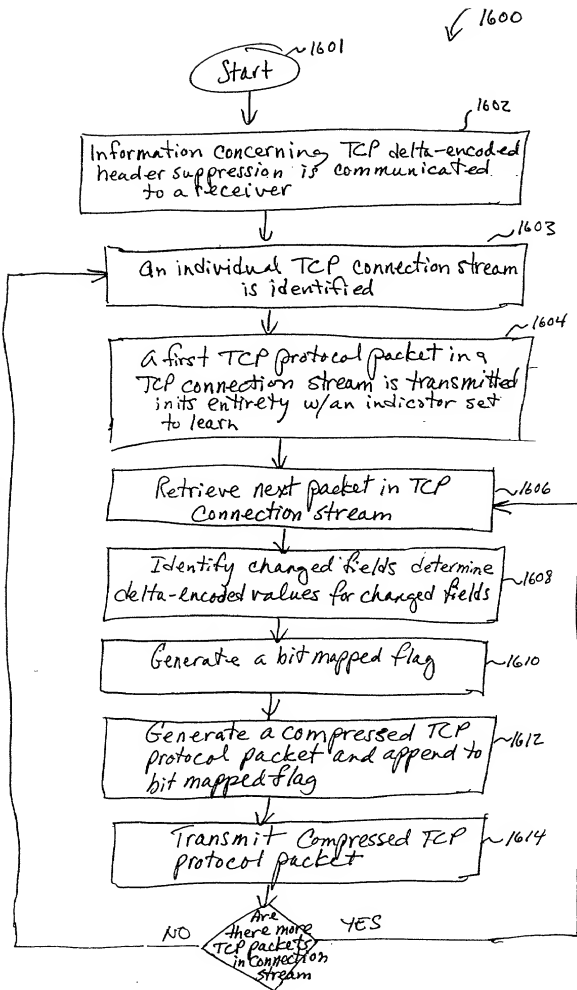 1600
1601
Start
1602
Information concerning TCP delta-encoded
header suppression is communicated
to a receiver
1603
An individual TCP connection stream
is identified
1604
A first TCP protocol packet in a
TCP connection stream is transmitted
in its entirety w/an indicator set
to learn
Retrieve next packet in TCP
Connection stream
1606
Identify changed fields determine
delta-encoded values for changed fields
1608
Generate a bit mapped flag
1610
Generate a compressed TCP
protocol packet and append to
bit mapped flag
1612
Transmit Compressed TCP
protocol packet
1614
Are
there more
TCP packets
in connection
stream
NO
YES